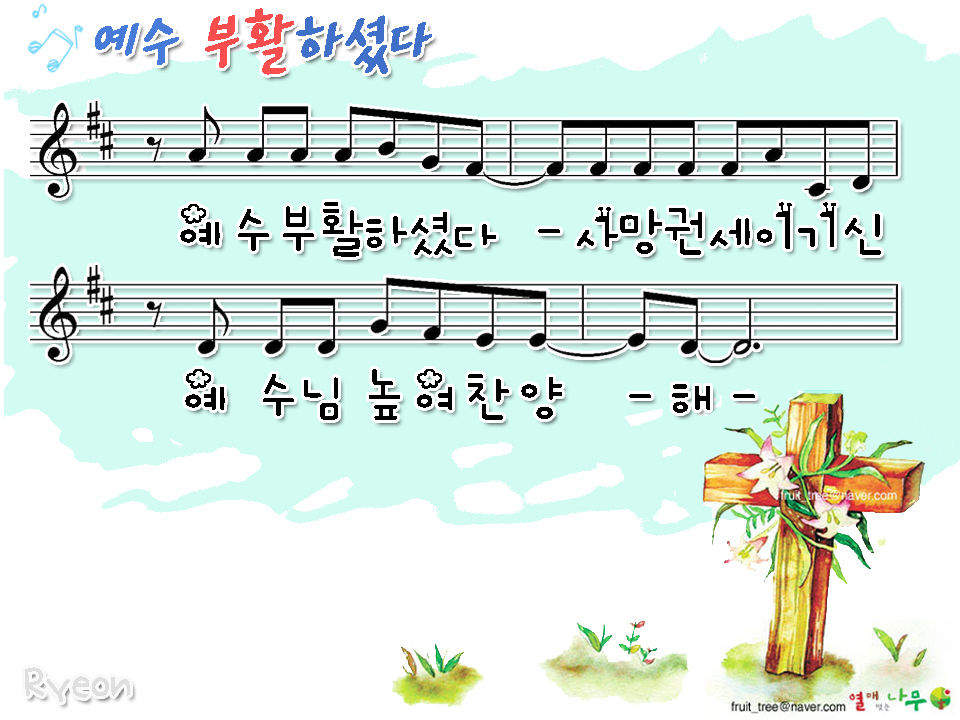 예수 부활하셨다
예수부활하셨다 - 사망권세이기신
예 수님 높여찬양 - 해 -
fruit_tree@naver.com
Ryeon
fruit_tree@naver.com 열매맺는나무